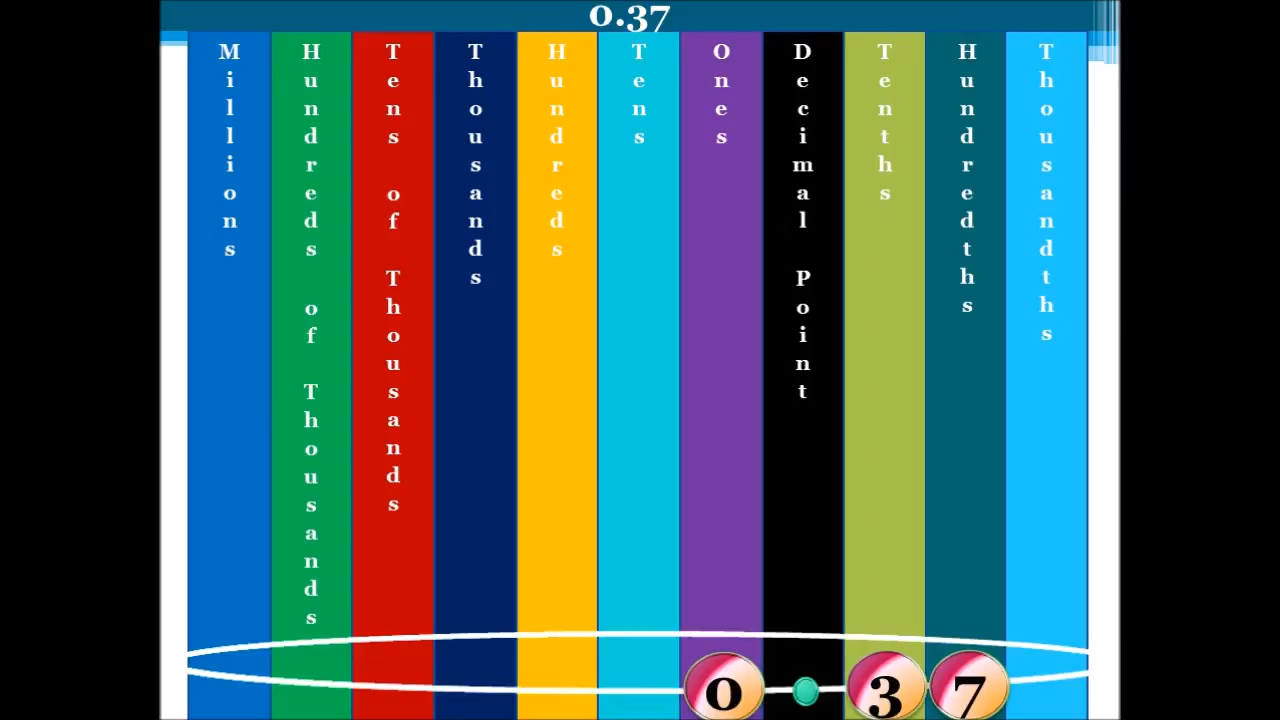 0.37
Millions
Hundreds of Thousands
Tens of Thousands
Thousands
Hundreds
Tens
Ones
Decimal Point
Tenths
Hundredths
Thousandths
0 3 7